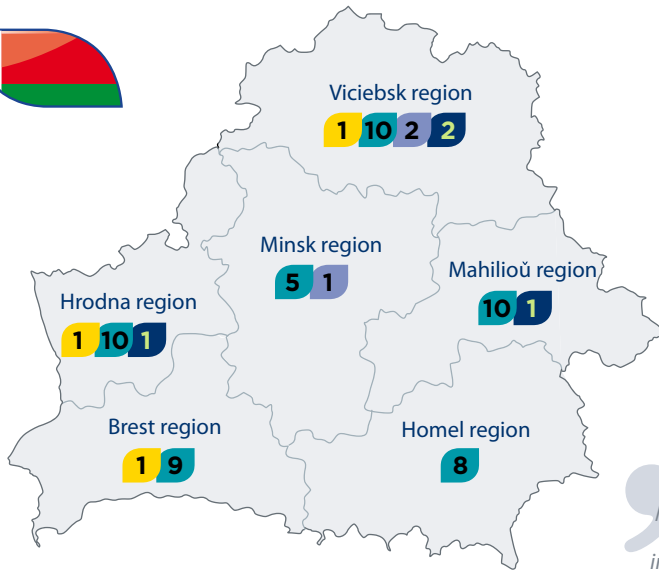 Viciebsk region
1 10 2 2
Minsk region
5 1
Mahilioŭ region
10 1
Hrodna region
1 10 1
Brest region
1 9
Homel region
8